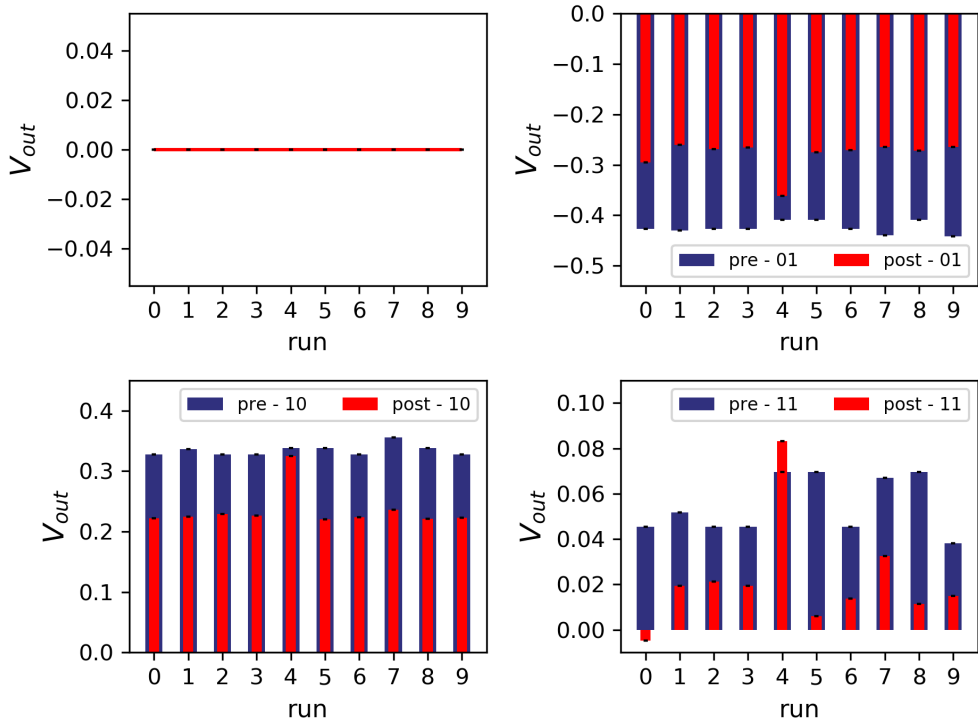 0.04
0.02
0.00
−0.02
−0.04
V_out
0 1 2 3 4 5 6 7 8 9
run
0.0
−0.1
−0.2
−0.3
−0.4
−0.5
V_out
pre - 01 post - 01
0 1 2 3 4 5 6 7 8 9
run
0.4
0.3
0.2
0.1
0.0
V_out
pre - 10 post - 10
0 1 2 3 4 5 6 7 8 9
run
0.10
0.08
0.06
0.04
0.02
0.00
V_out
pre - 11 post - 11
0 1 2 3 4 5 6 7 8 9
run